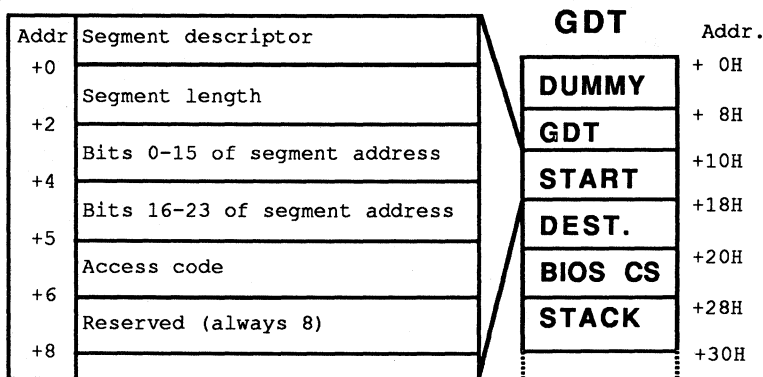 Addr Segment descriptor
+0
Segment length
+2
Bits 0-15 of segment address
+4
Bits 16-23 of segment address
+5
Access code
+6
Reserved (always 8)
+8
GDT Addr.
+ 0H
DUMMY
+ 8H
GDT
+10H
START
+18H
DEST.
+20H
BIOS CS
+28H
STACK
+30H